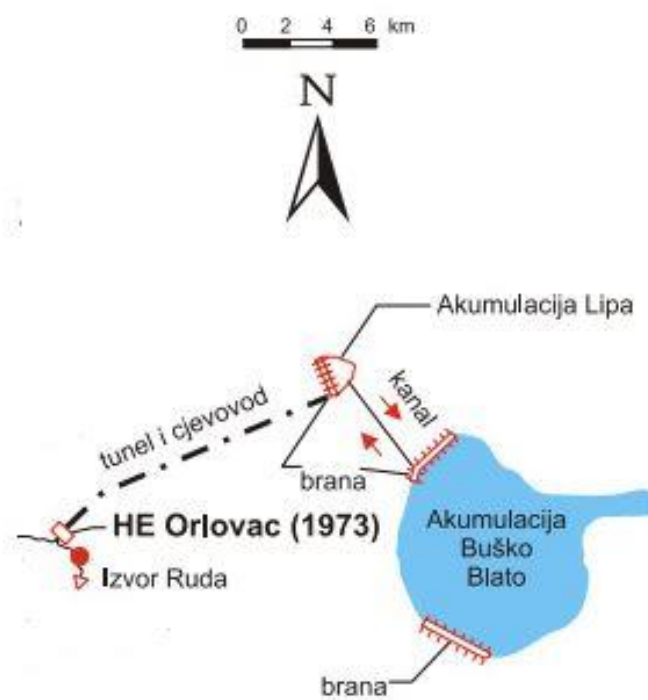 0 2 4 6 km
N
Akumulacija Lipa
kanal
tunel i cjevovod
brana
HE Orlovac (1973)
Akumulacija
Buško
Blato
Izvor Ruda
brana